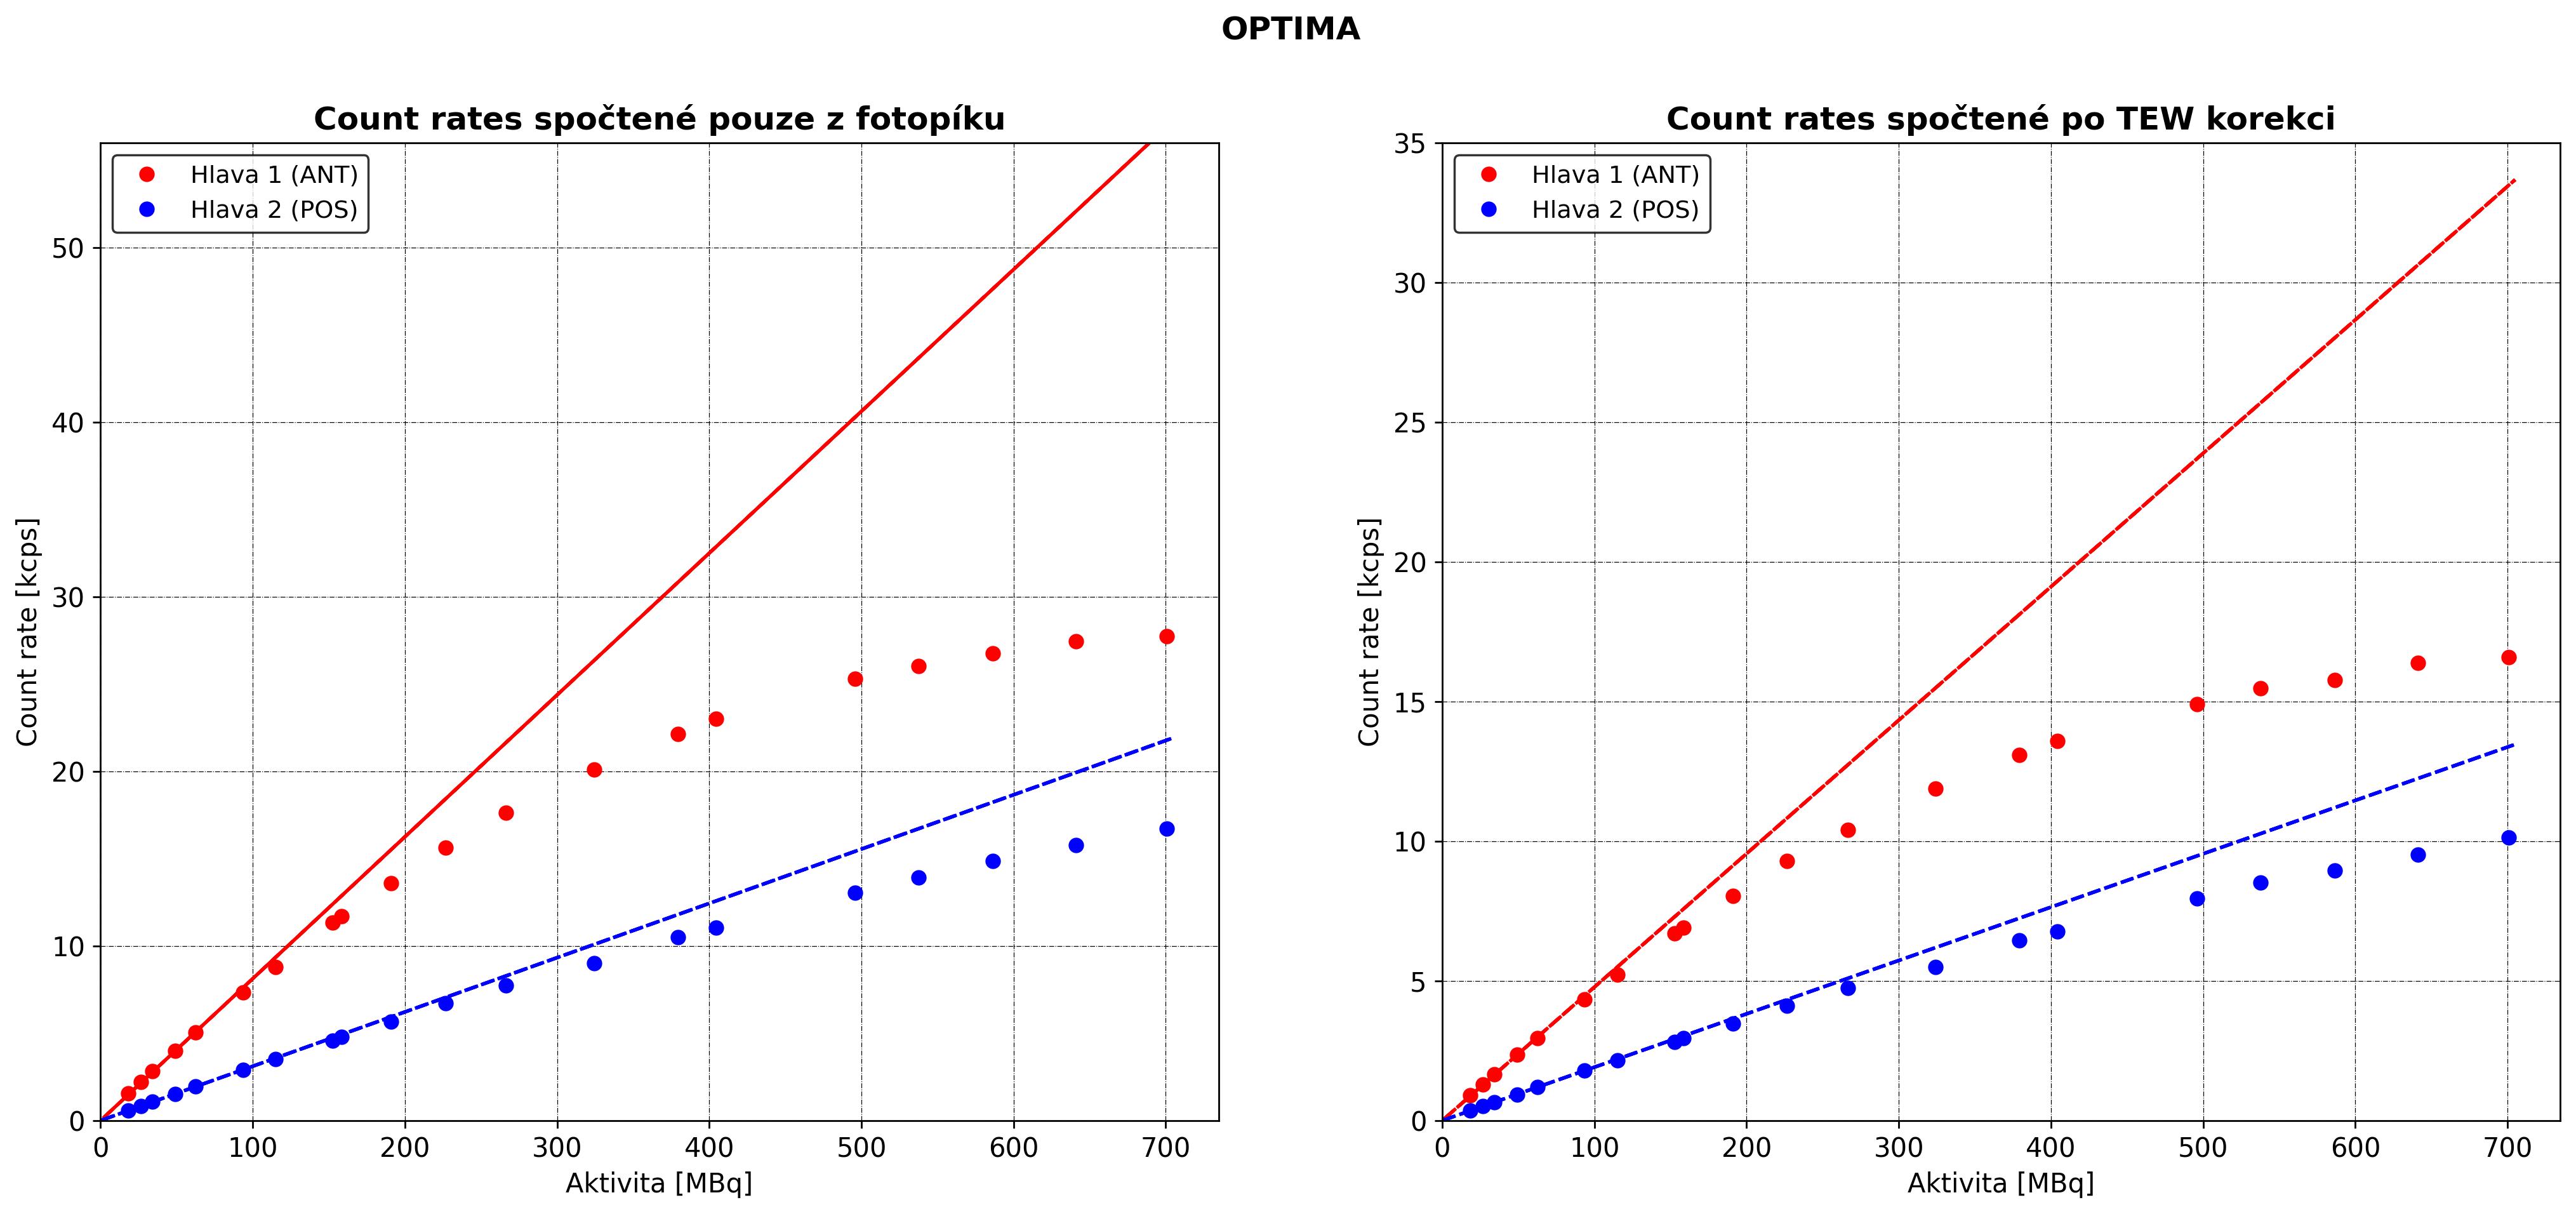 OPTIMA
Count rates spočtené pouze z fotopíku
Hlava 1 (ANT)
Hlava 2 (POS)
50
40
30
20
10
0
Count rate [kcps]
0 100 200 300 400 500 600 700
Aktivita [MBq]
Count rates spočtené po TEW korekci
Hlava 1 (ANT)
Hlava 2 (POS)
35
30
25
20
15
10
5
0
Count rate [kcps]
0 100 200 300 400 500 600 700
Aktivita [MBq]